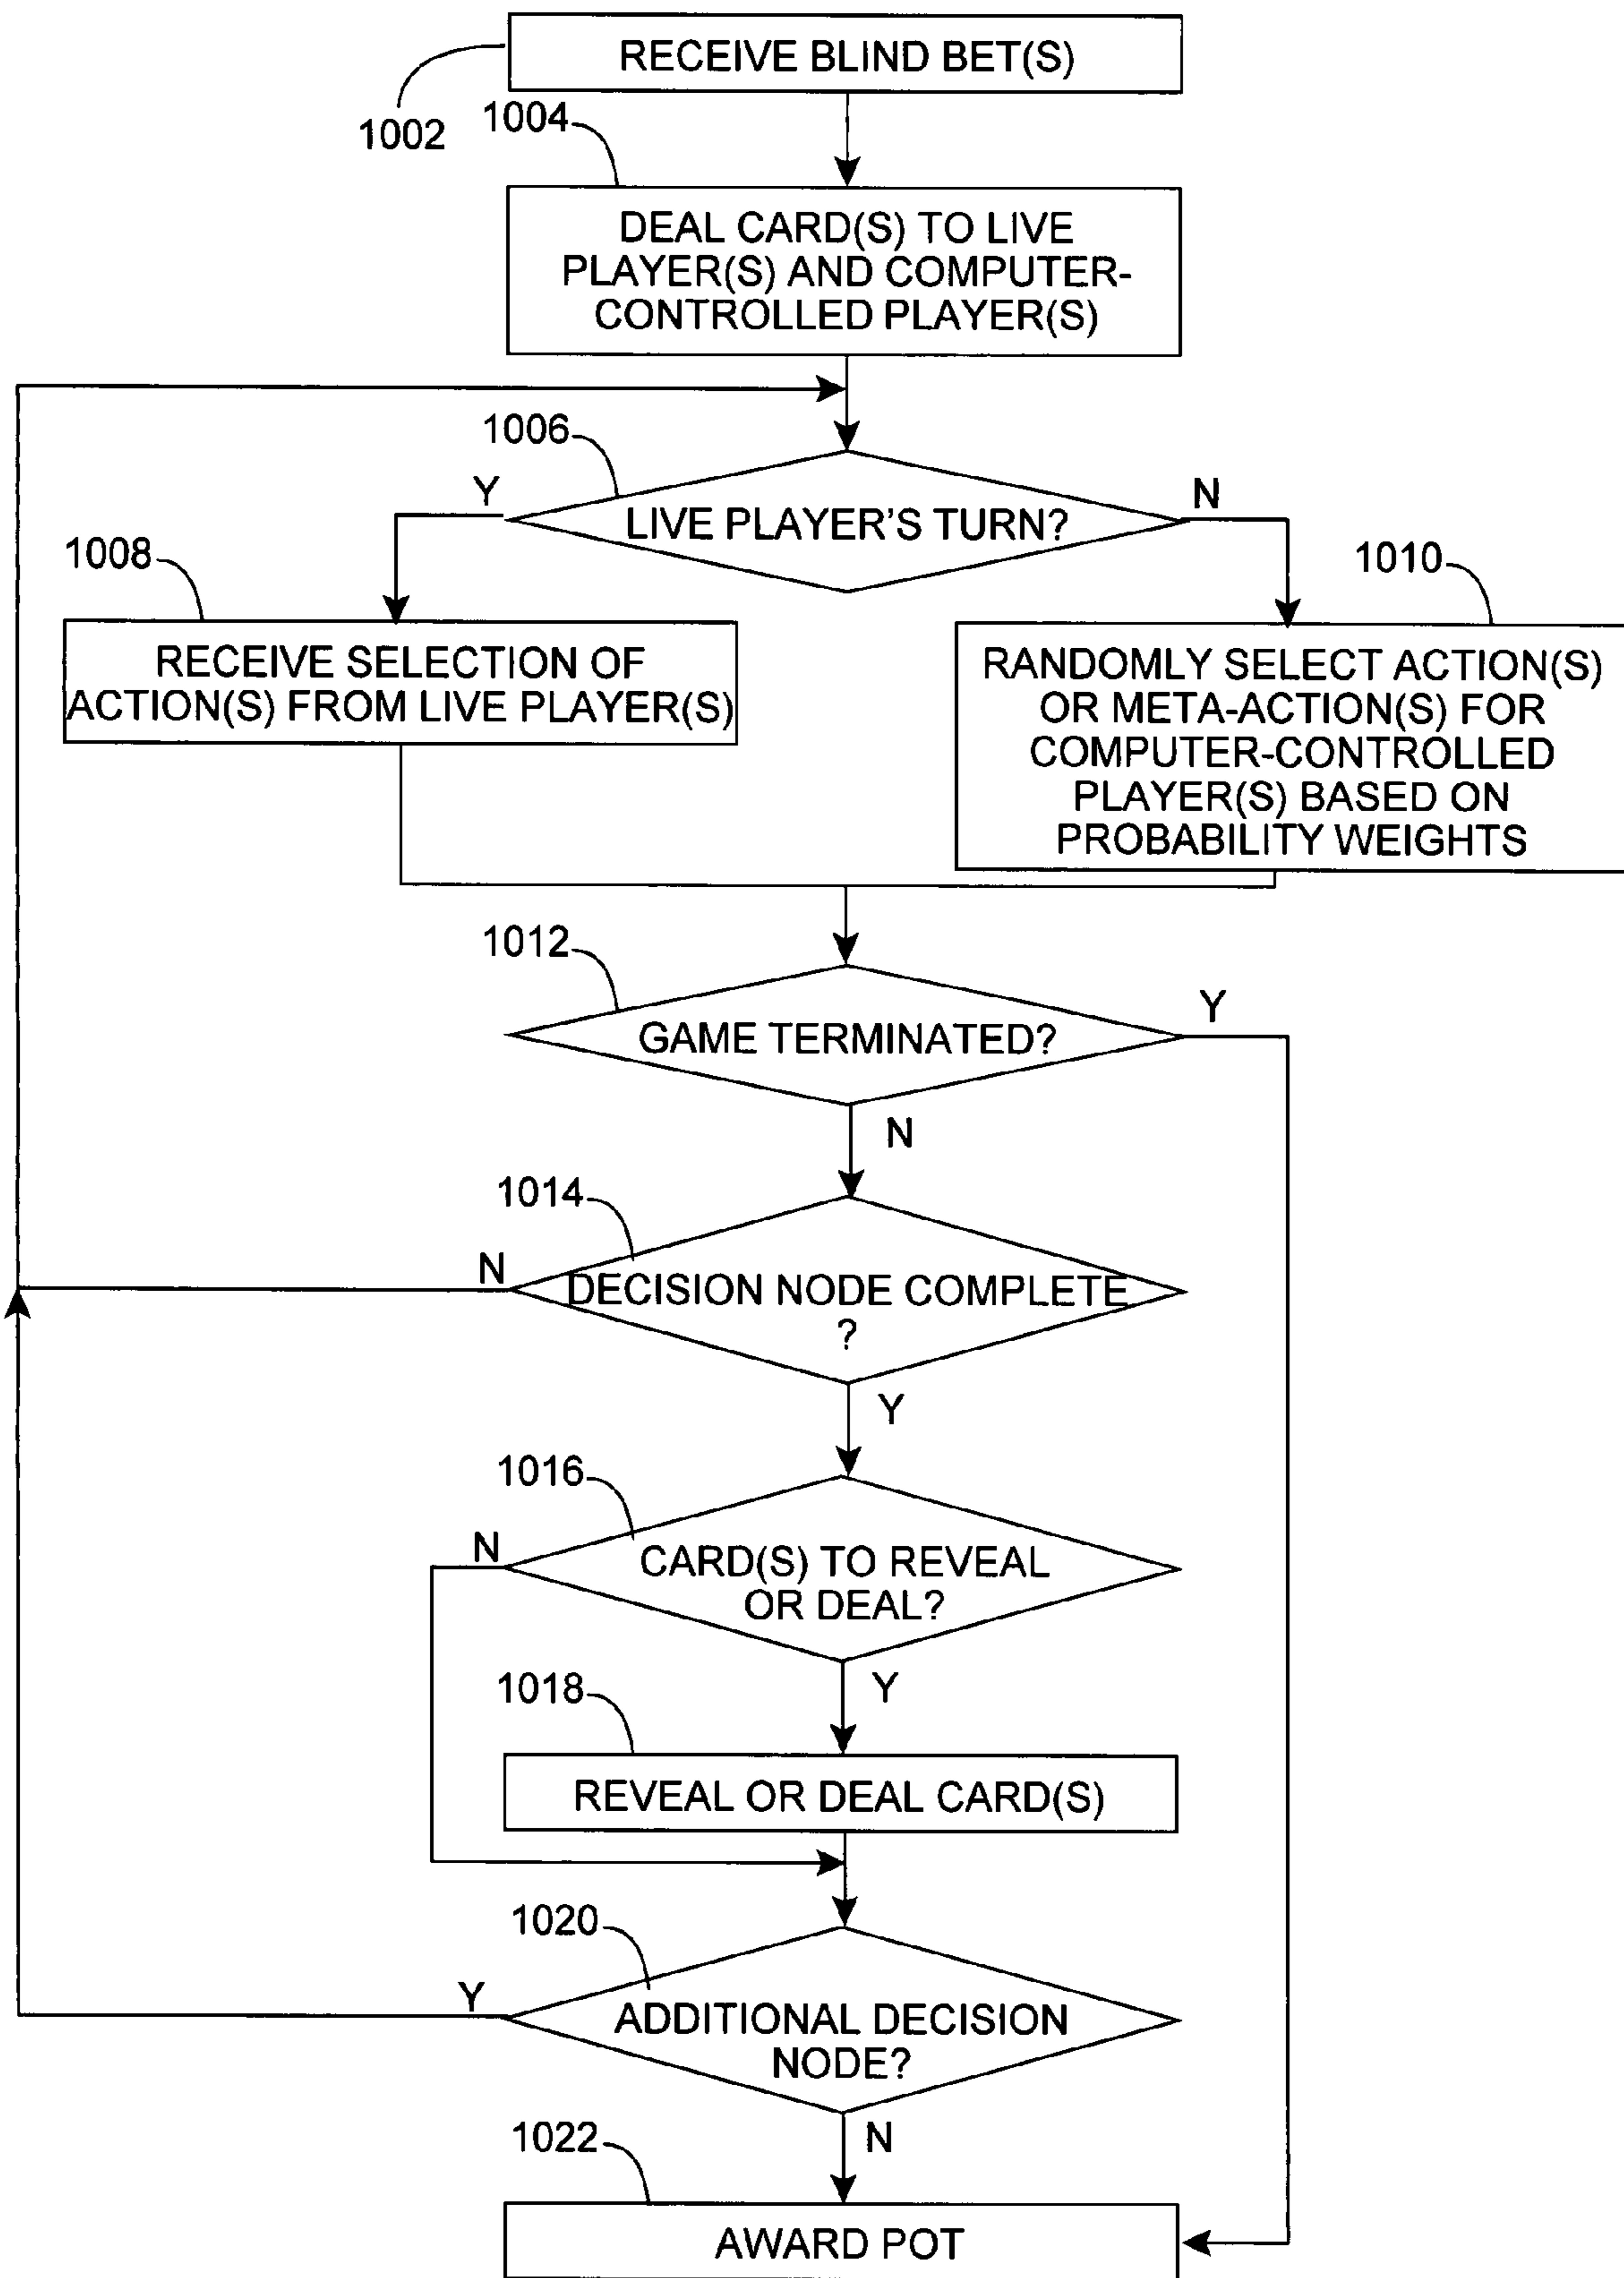 RECEIVE BLIND BET(S)
1002
1004
DEAL CARD(S) TO LIVE
PLAYER(S) AND COMPUTER-
CONTROLLED PLAYER(S)
1006
Y
N
LIVE PLAYER'S TURN?
1008
1010
RECEIVE SELECTION OF
ACTION(S) FROM LIVE PLAYER(S)
RANDOMLY SELECT ACTION(S)
OR META-ACTION(S) FOR
COMPUTER-CONTROLLED
PLAYER(S) BASED ON
PROBABILITY WEIGHTS
1012
Y
GAME TERMINATED?
N
1014
N
DECISION NODE COMPLETE
?
Y
1016
N
CARD(S) TO REVEAL
OR DEAL?
1018
Y
REVEAL OR DEAL CARD(S)
1020
Y
ADDITIONAL DECISION
NODE?
1022
N
AWARD POT